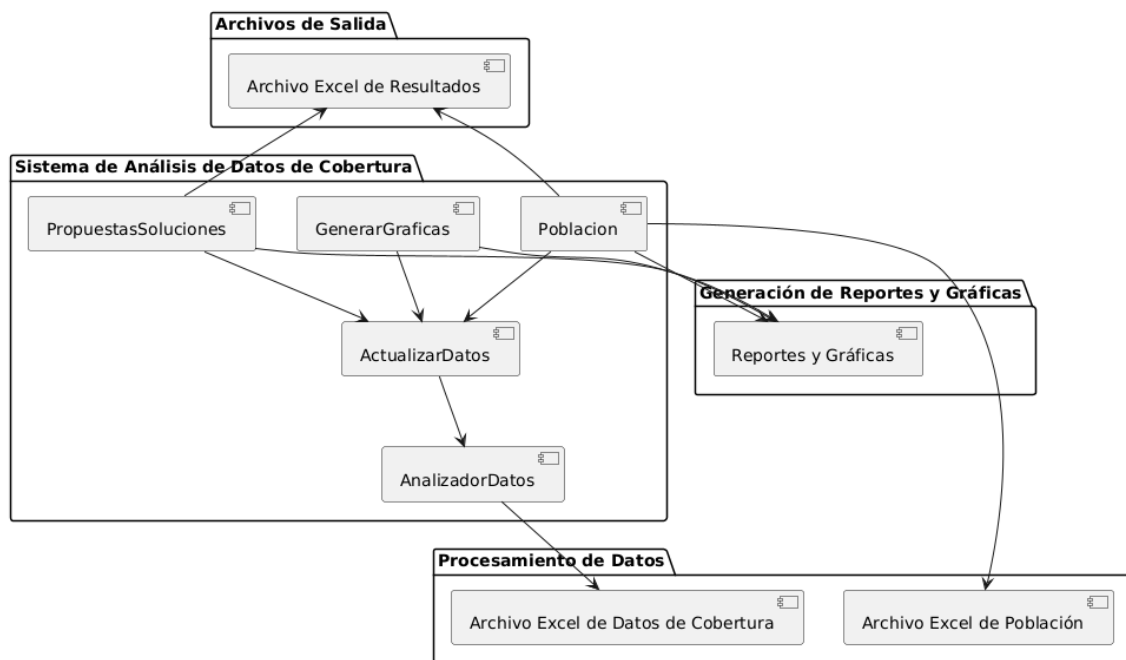 Archivos de Salida
Archivo Excel de Resultados
Sistema de Análisis de Datos de Cobertura
PropuestasSoluciones
GenerarGraficas
Poblacion
Generación de Reportes y Gráficas
ActualizarDatos
Reportes y Gráficas
AnalizadorDatos
Procesamiento de Datos
Archivo Excel de Datos de Cobertura
Archivo Excel de Población